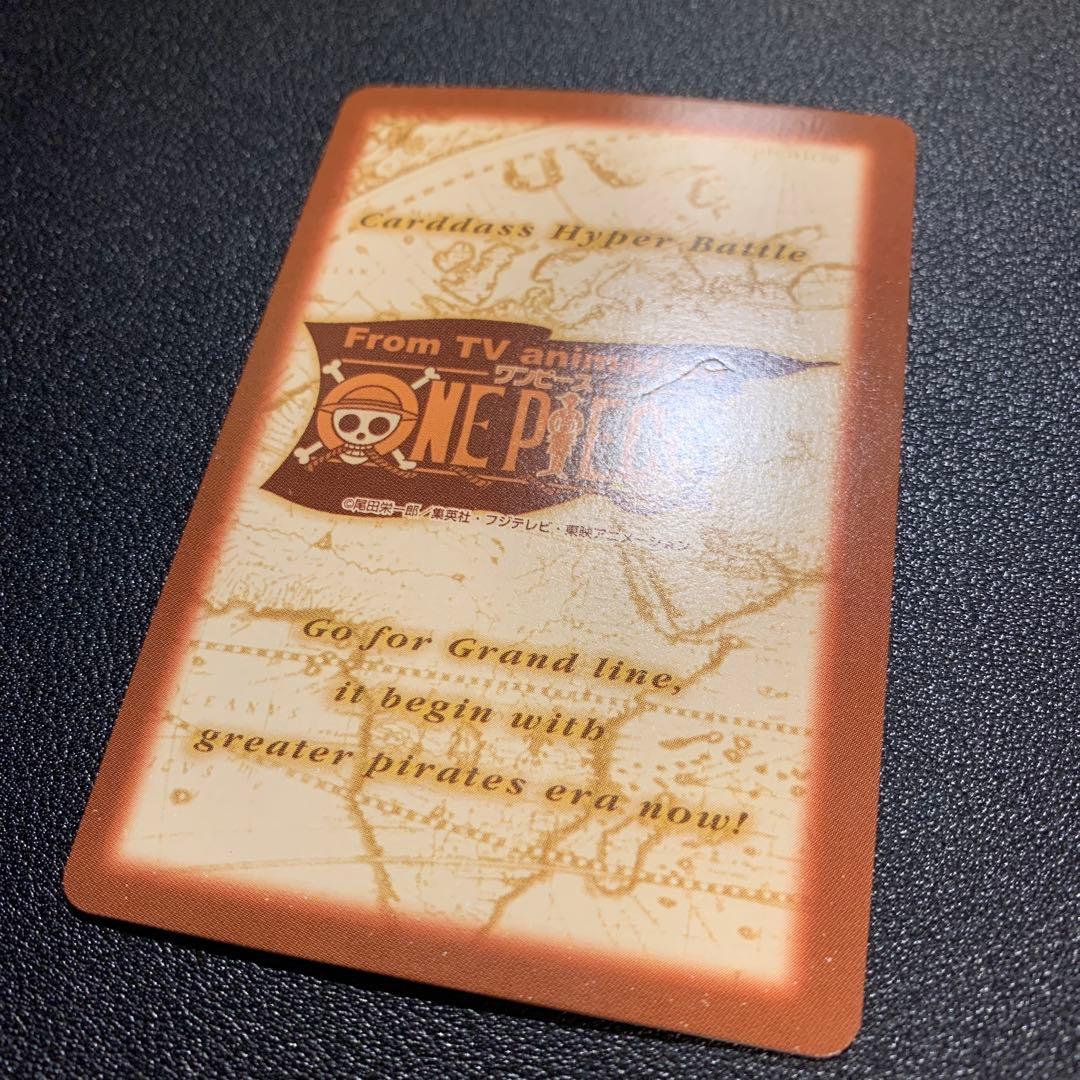 Carddass Hyper Battle
From TV
ワンピース
ONE PIECE
©尾田栄一郎／集英社・フジテレビ・東映アニメーション
Go for Grand line,
it begin with
greater pirates era now!